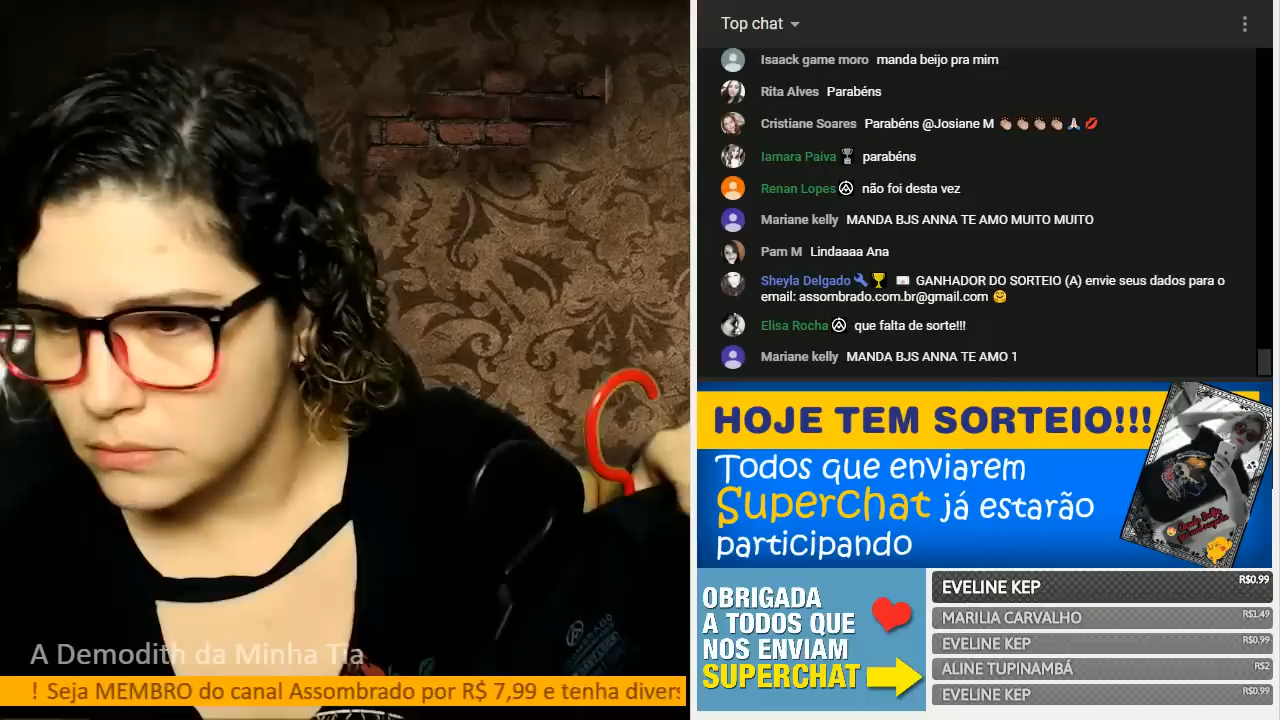 Top chat
Isaack game moro manda beijo pra mim
Rita Alves Parabéns
Cristiane Soares Parabéns @Josiane M 👏🏽👏🏽👏🏽👏🏽🙏🏻💋
Iamara Paiva parabéns
Renan Lopes não foi desta vez
Mariane kelly MANDA BJS ANNA TE AMO MUITO MUITO
Pam M Lindaaaa Ana
Sheyla Delgado 🔧🏆 📧 GANHADOR DO SORTEIO (A) envie seus dados para o
email: assombrado.com.br@gmail.com 🤗
Elisa Rocha que falta de sorte!!!
Mariane kelly MANDA BJS ANNA TE AMO 1
HOJE TEM SORTEIO!!!
Todos que enviarem
Superchat já estarão
participando
OBRIGADA
A TODOS QUE
NOS ENVIAM
SUPERCHAT
EVELINE KEP R$0.99
MARILIA CARVALHO R$1.49
EVELINE KEP R$0.99
ALINE TUPINAMBÁ R$2
EVELINE KEP R$0.99
A Demodith da Minha Tia
! Seja MEMBRO do canal Assombrado por R$ 7,99 e tenha divers